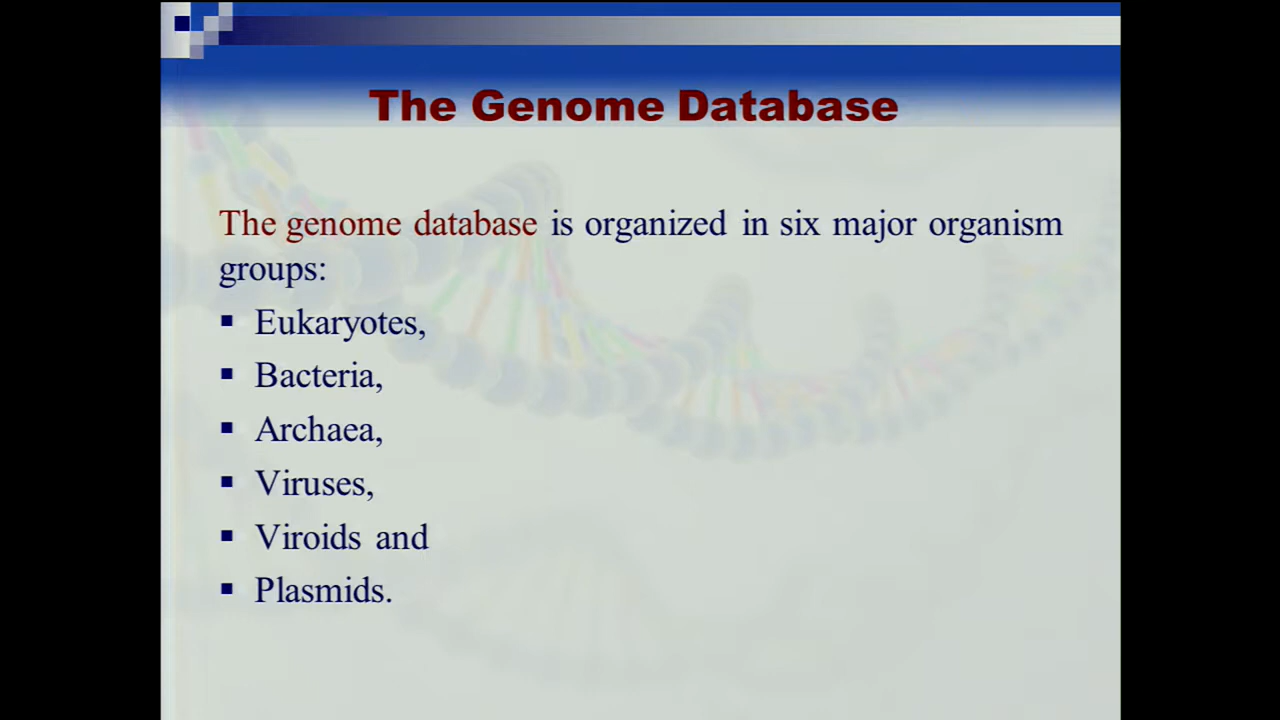 The Genome Database
The genome database is organized in six major organism
groups:
▪ Eukaryotes,
▪ Bacteria,
▪ Archaea,
▪ Viruses,
▪ Viroids and
▪ Plasmids.